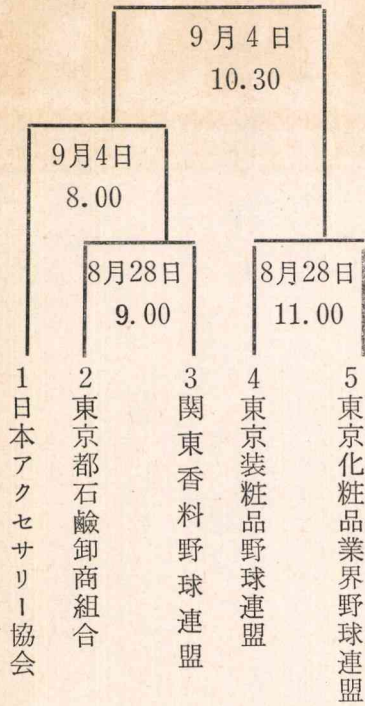 9月4日
10.30
9月4日
8.00
8月28日
9.00
8月28日
11.00
1 日本アクセサリー協会
2 東京都石鹼卸商組合
3 関東香料野球連盟
4 東京装粧品野球連盟
5 東京化粧品業界野球連盟